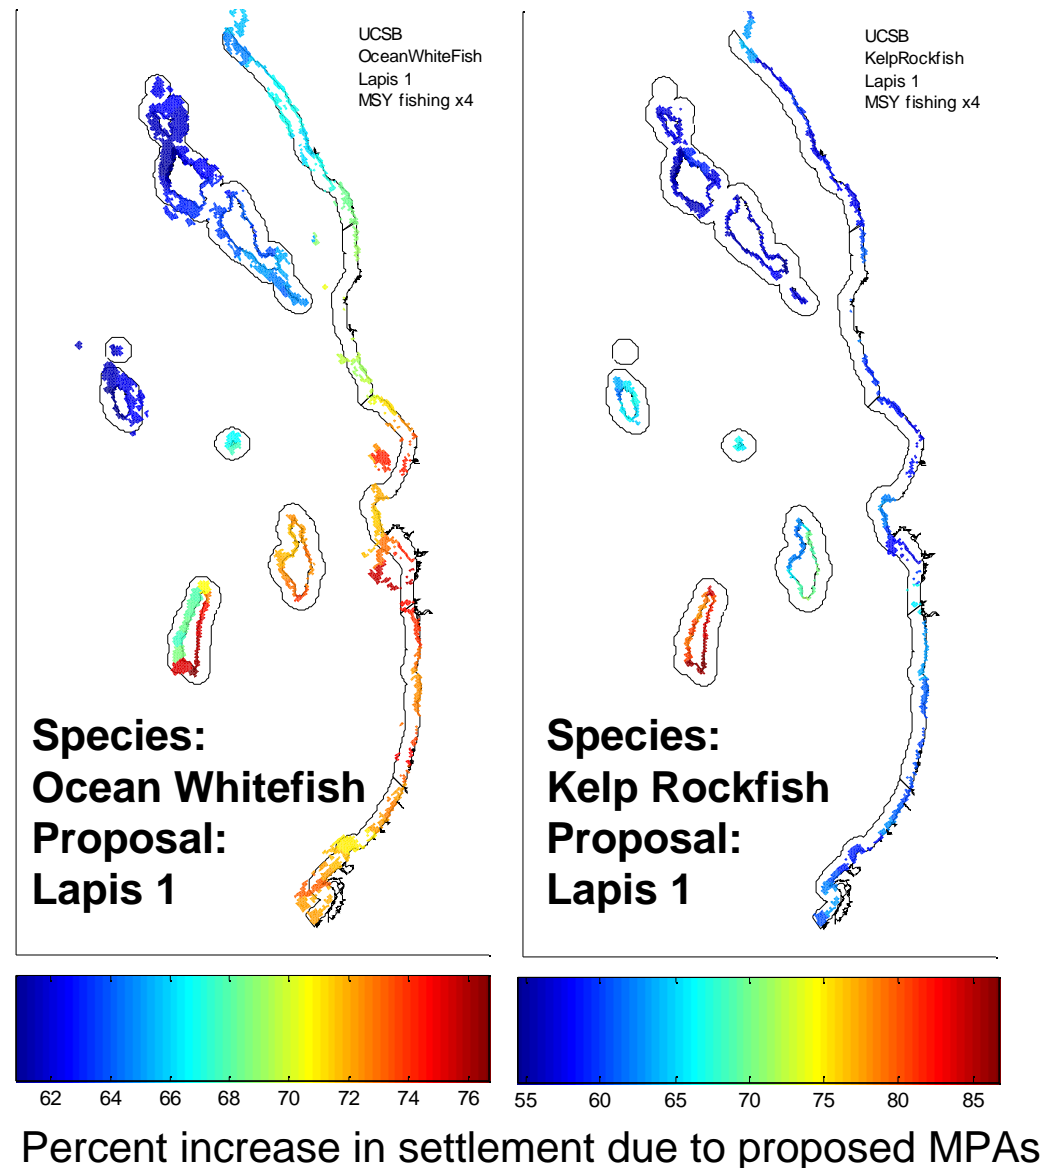 UCSB
OceanWhiteFish
Lapis 1
MSY fishing x4
Species:
Ocean Whitefish
Proposal:
Lapis 1
62 64 66 68 70 72 74 76
UCSB
KelpRockfish
Lapis 1
MSY fishing x4
Species:
Kelp Rockfish
Proposal:
Lapis 1
55 60 65 70 75 80 85
Percent increase in settlement due to proposed MPAs